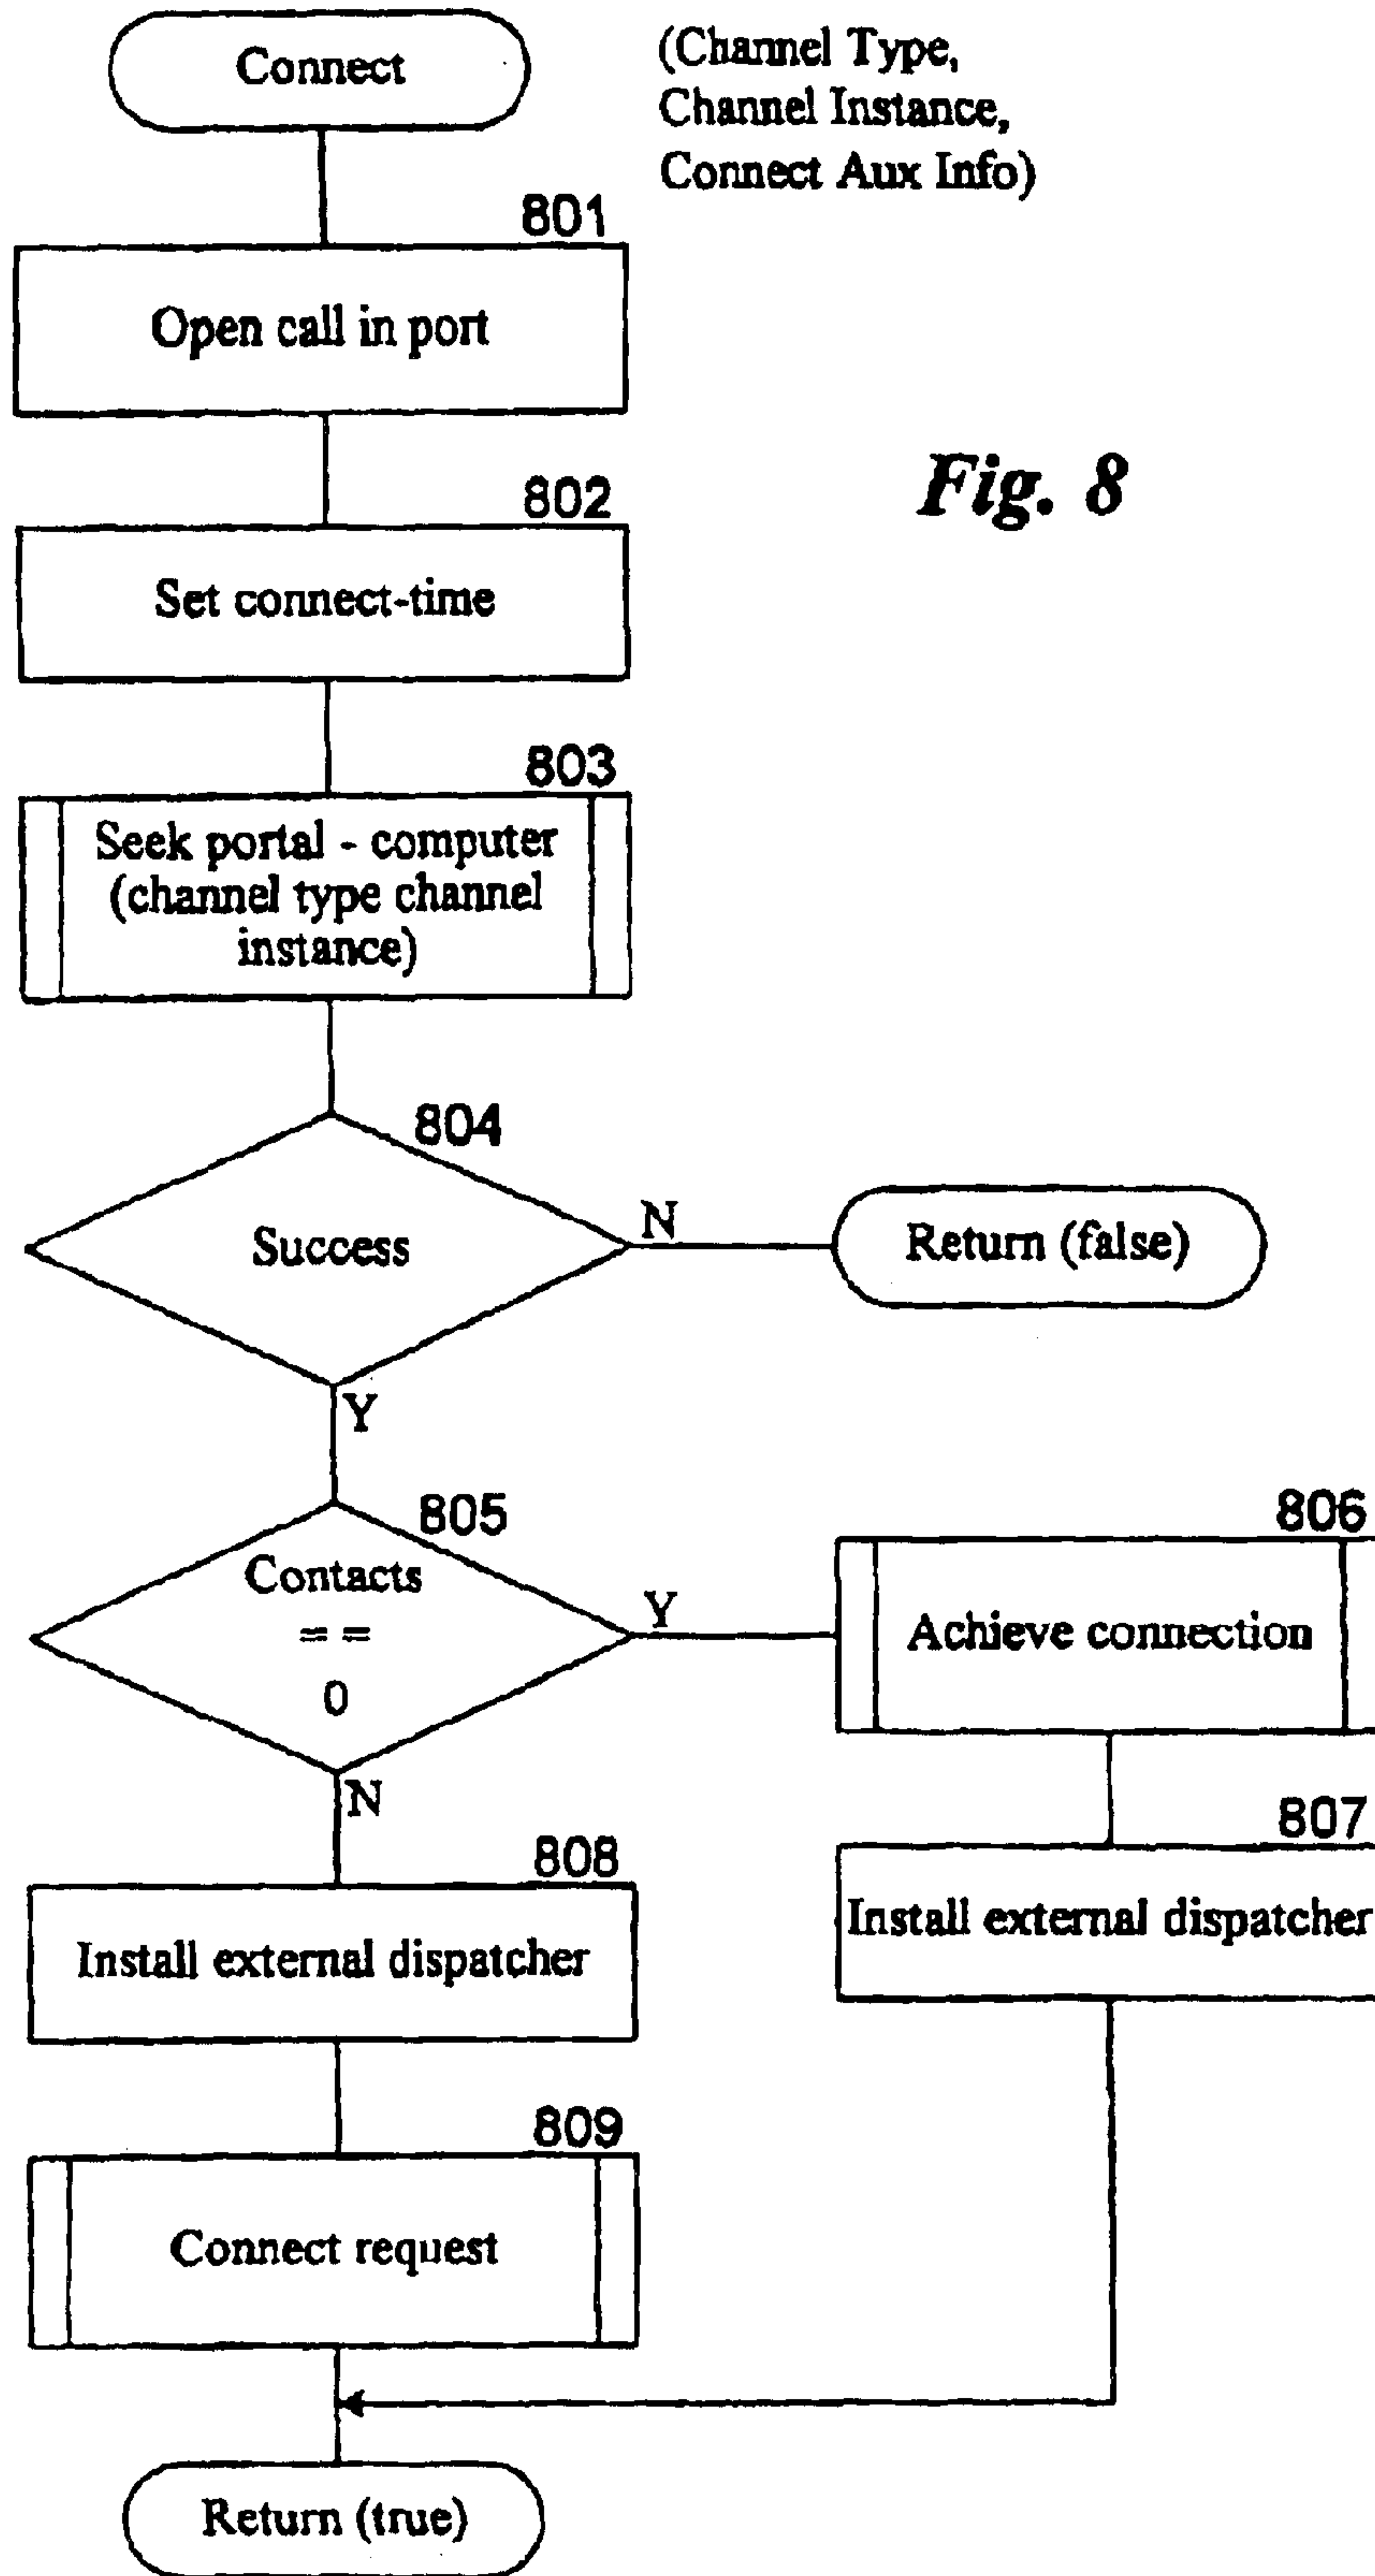 Connect
(Channel Type,
Channel Instance,
Connect Aux Info)
801
Open call in port
Fig. 8
802
Set connect-time
803
Seek portal - computer
(channel type channel
instance)
804
Success
N
Return (false)
Y
805
Contacts
= =
0
Y
806
Achieve connection
N
807
Install external dispatcher
808
Install external dispatcher
809
Connect request
Return (true)